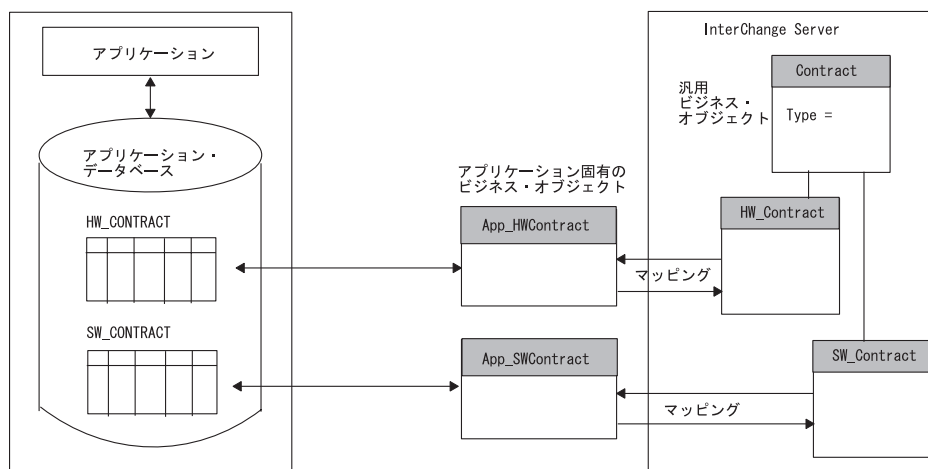 アプリケーション
アプリケーション・
データベース
HW_CONTRACT
SW_CONTRACT
アプリケーション固有の
ビジネス・オブジェクト
App_HWContract
App_SWContract
InterChange Server
汎用
ビジネス・
オブジェクト
Contract
Type =
HW_Contract
マッピング
SW_Contract
マッピング